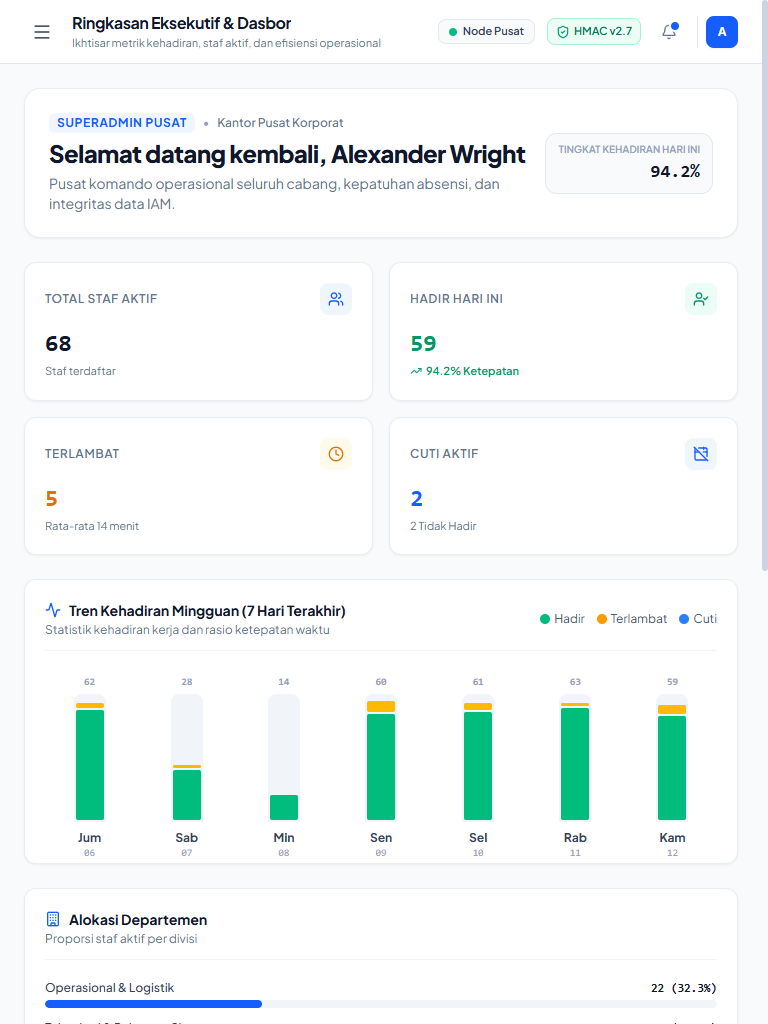 Ringkasan Eksekutif & Dasbor
Ikhtisar metrik kehadiran, staf aktif, dan efisiensi operasional
Node Pusat
HMAC v2.7
A
SUPERADMIN PUSAT • Kantor Pusat Korporat
Selamat datang kembali, Alexander Wright
Pusat komando operasional seluruh cabang, kepatuhan absensi, dan
integritas data IAM.
TINGKAT KEHADIRAN HARI INI
94.2%
TOTAL STAF AKTIF
68
Staf terdaftar
HADIR HARI INI
59
94.2% Ketepatan
TERLAMBAT
5
Rata-rata 14 menit
CUTI AKTIF
2
2 Tidak Hadir
Tren Kehadiran Mingguan (7 Hari Terakhir)
Statistik kehadiran kerja dan rasio ketepatan waktu
Hadir Terlambat Cuti
62 28 14 60 61 63 59
Jum Sab Min Sen Sel Rab Kam
06 07 08 09 10 11 12
Alokasi Departemen
Proporsi staf aktif per divisi
Operasional & Logistik 22 (32.3%)